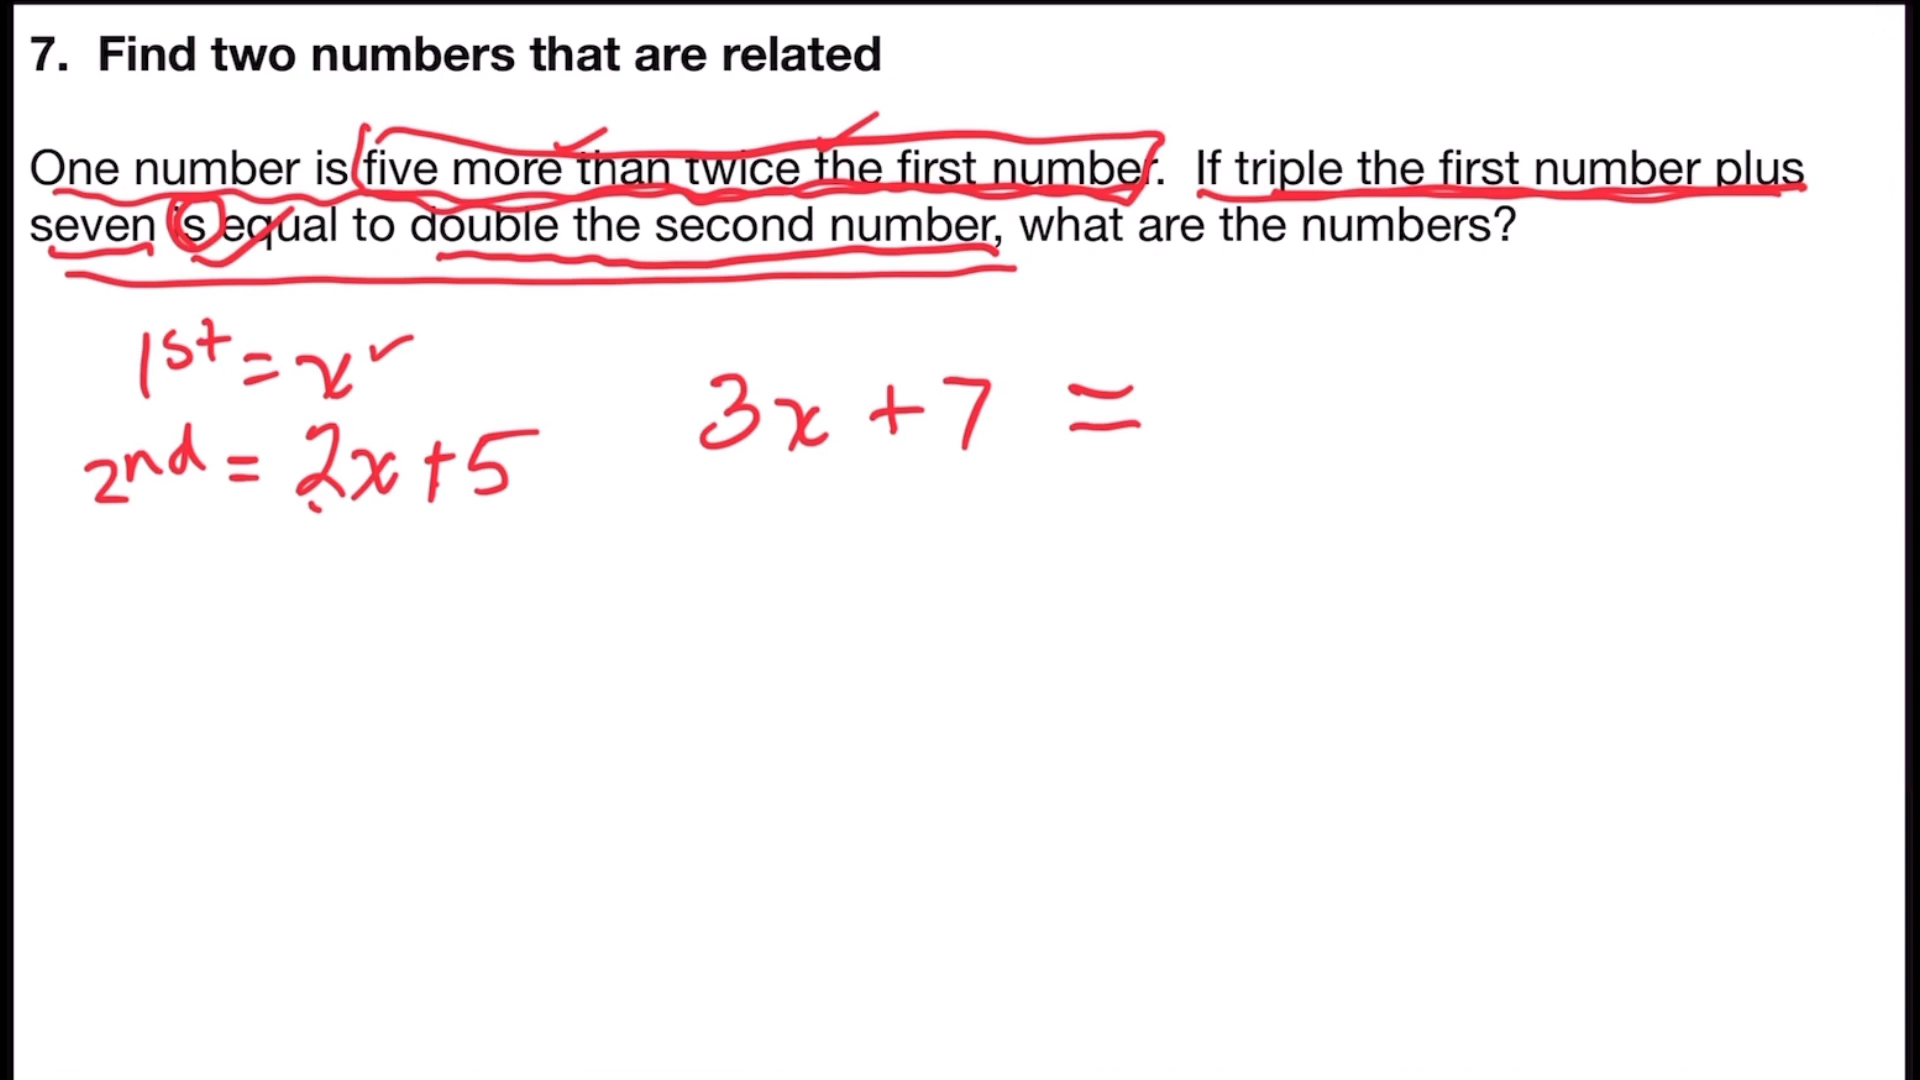 7. Find two numbers that are related
One number is five more than twice the first number. If triple the first number plus
seven is equal to double the second number, what are the numbers?
1st = x
2nd = 2x+5
3x + 7 =